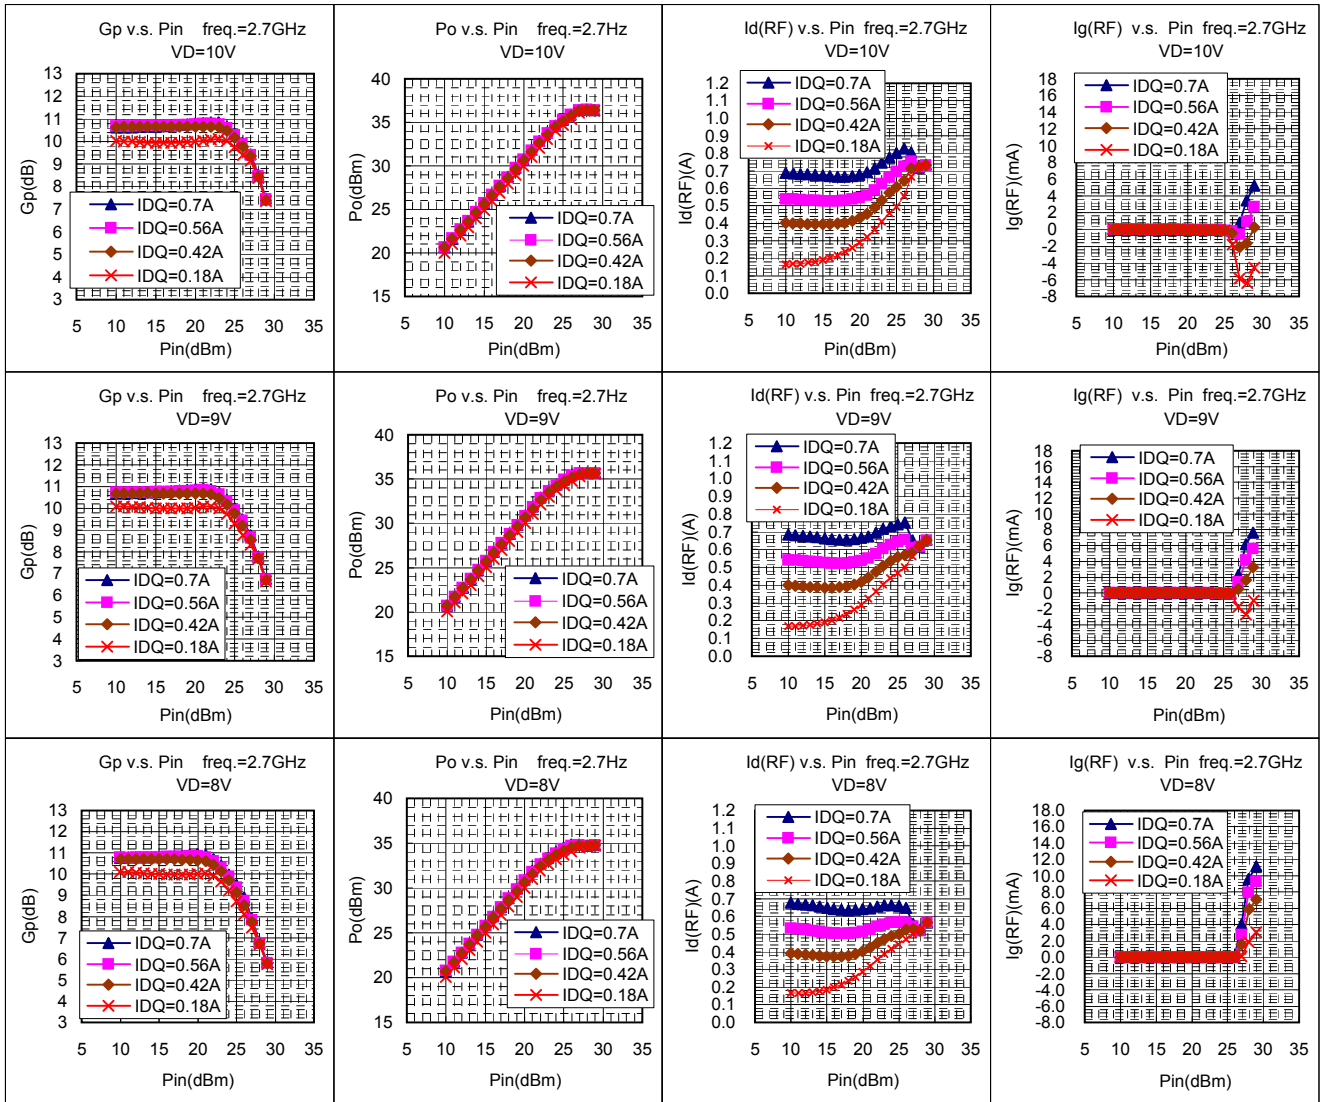 Gp v.s. Pin freq.=2.7GHz
VD=10V
13
12
11
10
9
8
7
6
5
4
3
Gp(dB)
IDQ=0.7A
IDQ=0.56A
IDQ=0.42A
IDQ=0.18A
5 10 15 20 25 30 35
Pin(dBm)
Po v.s. Pin freq.=2.7Hz
VD=10V
40
35
30
25
20
15
Po(dBm)
IDQ=0.7A
IDQ=0.56A
IDQ=0.42A
IDQ=0.18A
5 10 15 20 25 30 35
Pin(dBm)
Id(RF) v.s. Pin freq.=2.7GHz
VD=10V
1.2
1.1
1.0
0.9
0.8
0.7
0.6
0.5
0.4
0.3
0.2
0.1
0.0
Id(RF)(A)
IDQ=0.7A
IDQ=0.56A
IDQ=0.42A
IDQ=0.18A
5 10 15 20 25 30 35
Pin(dBm)
Ig(RF) v.s. Pin freq.=2.7GHz
VD=10V
18
16
14
12
10
8
6
4
2
0
-2
-4
-6
-8
Ig(RF)(mA)
IDQ=0.7A
IDQ=0.56A
IDQ=0.42A
IDQ=0.18A
5 10 15 20 25 30 35
Pin(dBm)
Gp v.s. Pin freq.=2.7GHz
VD=9V
13
12
11
10
9
8
7
6
5
4
3
Gp(dB)
IDQ=0.7A
IDQ=0.56A
IDQ=0.42A
IDQ=0.18A
5 10 15 20 25 30 35
Pin(dBm)
Po v.s. Pin freq.=2.7Hz
VD=9V
40
35
30
25
20
15
Po(dBm)
IDQ=0.7A
IDQ=0.56A
IDQ=0.42A
IDQ=0.18A
5 10 15 20 25 30 35
Pin(dBm)
Id(RF) v.s. Pin freq.=2.7GHz
VD=9V
1.2
1.1
1.0
0.9
0.8
0.7
0.6
0.5
0.4
0.3
0.2
0.1
0.0
Id(RF)(A)
IDQ=0.7A
IDQ=0.56A
IDQ=0.42A
IDQ=0.18A
5 10 15 20 25 30 35
Pin(dBm)
Ig(RF) v.s. Pin freq.=2.7GHz
VD=9V
18
16
14
12
10
8
6
4
2
0
-2
-4
-6
-8
Ig(RF)(mA)
IDQ=0.7A
IDQ=0.56A
IDQ=0.42A
IDQ=0.18A
5 10 15 20 25 30 35
Pin(dBm)
Gp v.s. Pin freq.=2.7GHz
VD=8V
13
12
11
10
9
8
7
6
5
4
3
Gp(dB)
IDQ=0.7A
IDQ=0.56A
IDQ=0.42A
IDQ=0.18A
5 10 15 20 25 30 35
Pin(dBm)
Po v.s. Pin freq.=2.7Hz
VD=8V
40
35
30
25
20
15
Po(dBm)
IDQ=0.7A
IDQ=0.56A
IDQ=0.42A
IDQ=0.18A
5 10 15 20 25 30 35
Pin(dBm)
Id(RF) v.s. Pin freq.=2.7GHz
VD=8V
1.2
1.1
1.0
0.9
0.8
0.7
0.6
0.5
0.4
0.3
0.2
0.1
0.0
Id(RF)(A)
IDQ=0.7A
IDQ=0.56A
IDQ=0.42A
IDQ=0.18A
5 10 15 20 25 30 35
Pin(dBm)
Ig(RF) v.s. Pin freq.=2.7GHz
VD=8V
18.0
16.0
14.0
12.0
10.0
8.0
6.0
4.0
2.0
0.0
-2.0
-4.0
-6.0
-8.0
Ig(RF)(mA)
IDQ=0.7A
IDQ=0.56A
IDQ=0.42A
IDQ=0.18A
5 10 15 20 25 30 35
Pin(dBm)